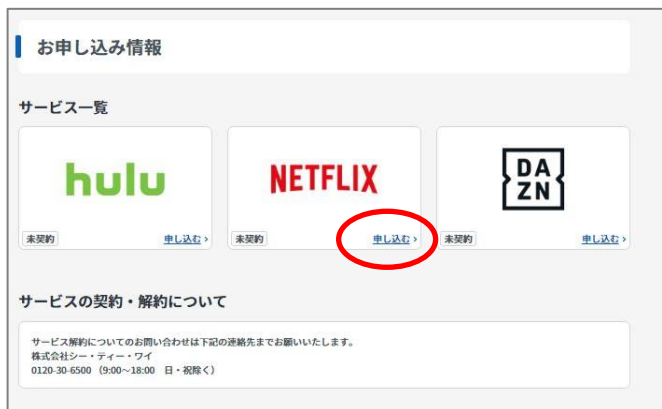 お申し込み情報
サービス一覧
hulu
NETFLIX
DA
ZN
未契約 申し込む›
未契約 申し込む›
未契約 申し込む›
サービスの契約・解約について
サービス解約についてのお問い合わせは下記の連絡先までお願いいたします。
株式会社シー・ティー・ワイ
0120-30-6500（9:00～18:00　日・祝除く）